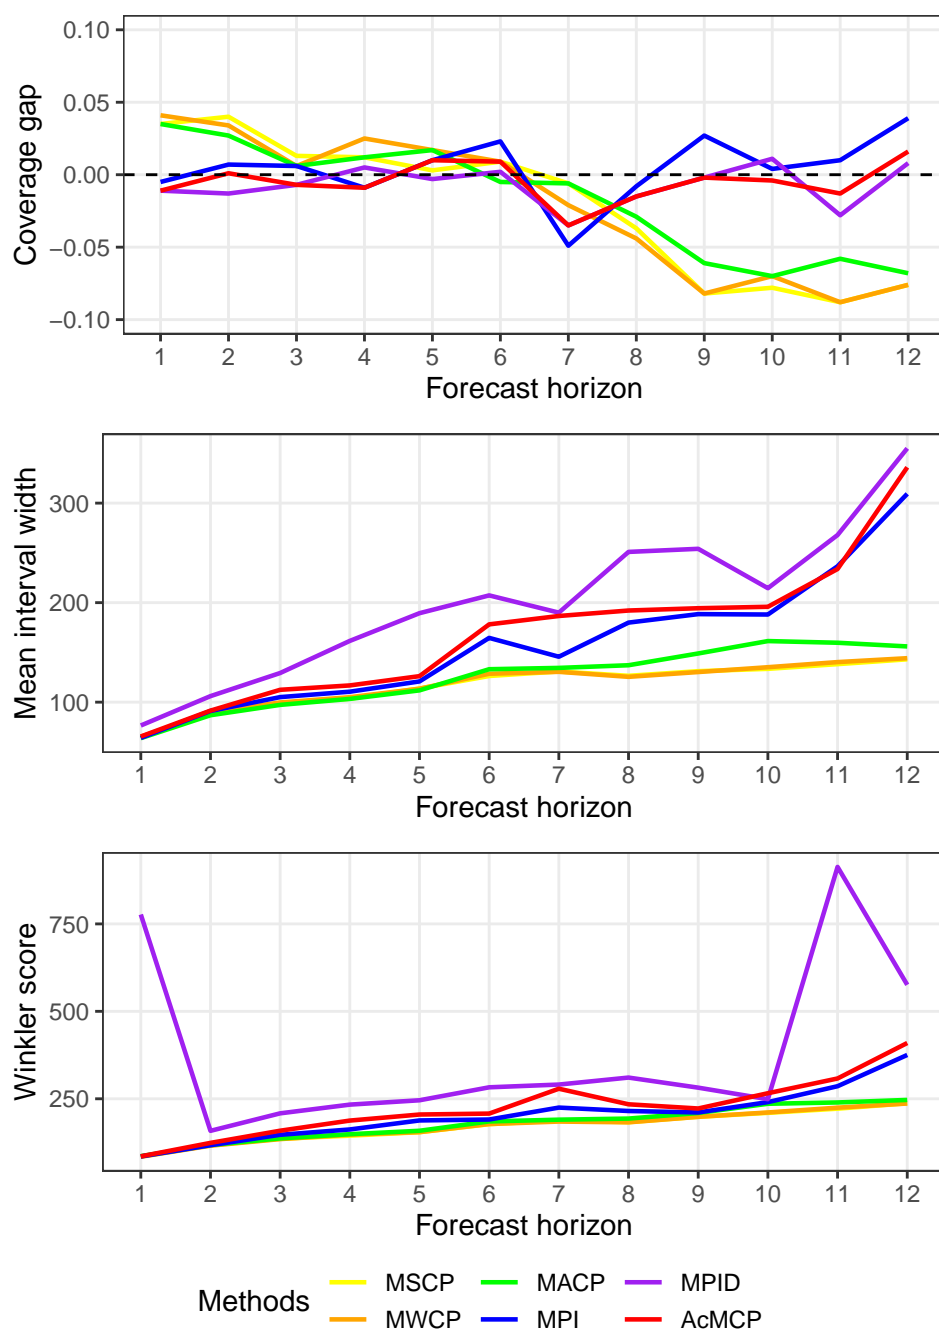 0.10
0.05
0.00
−0.05
−0.10
Coverage gap
1 2 3 4 5 6 7 8 9 10 11 12
Forecast horizon
300
200
100
Mean interval width
1 2 3 4 5 6 7 8 9 10 11 12
Forecast horizon
750
500
250
Winkler score
1 2 3 4 5 6 7 8 9 10 11 12
Forecast horizon
Methods
MSCP MACP MPID
MWCP MPI AcMCP